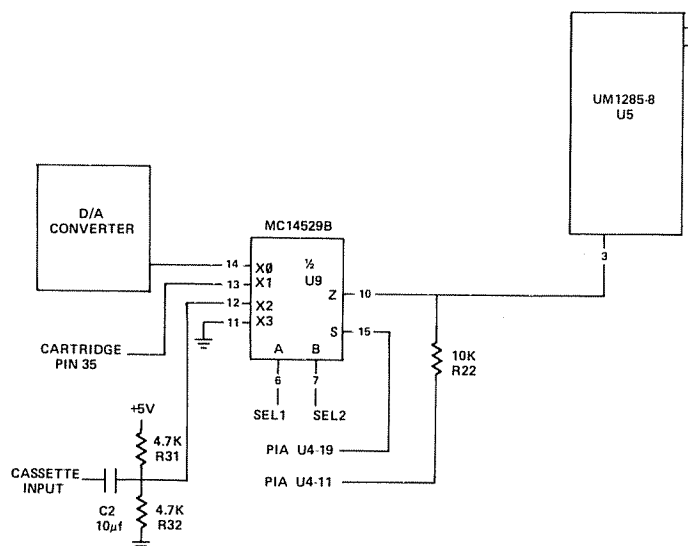 UM1285-8
U5
3
D/A
CONVERTER
MC14529B
½
U9
14 X0
13 X1
12 X2
11 X3
Z 10
S 15
A B
6 7
SEL1 SEL2
CARTRIDGE
PIN 35
10K
R22
+5V
4.7K
R31
PIA U4-19
PIA U4-11
CASSETTE
INPUT
C2
10µf
4.7K
R32